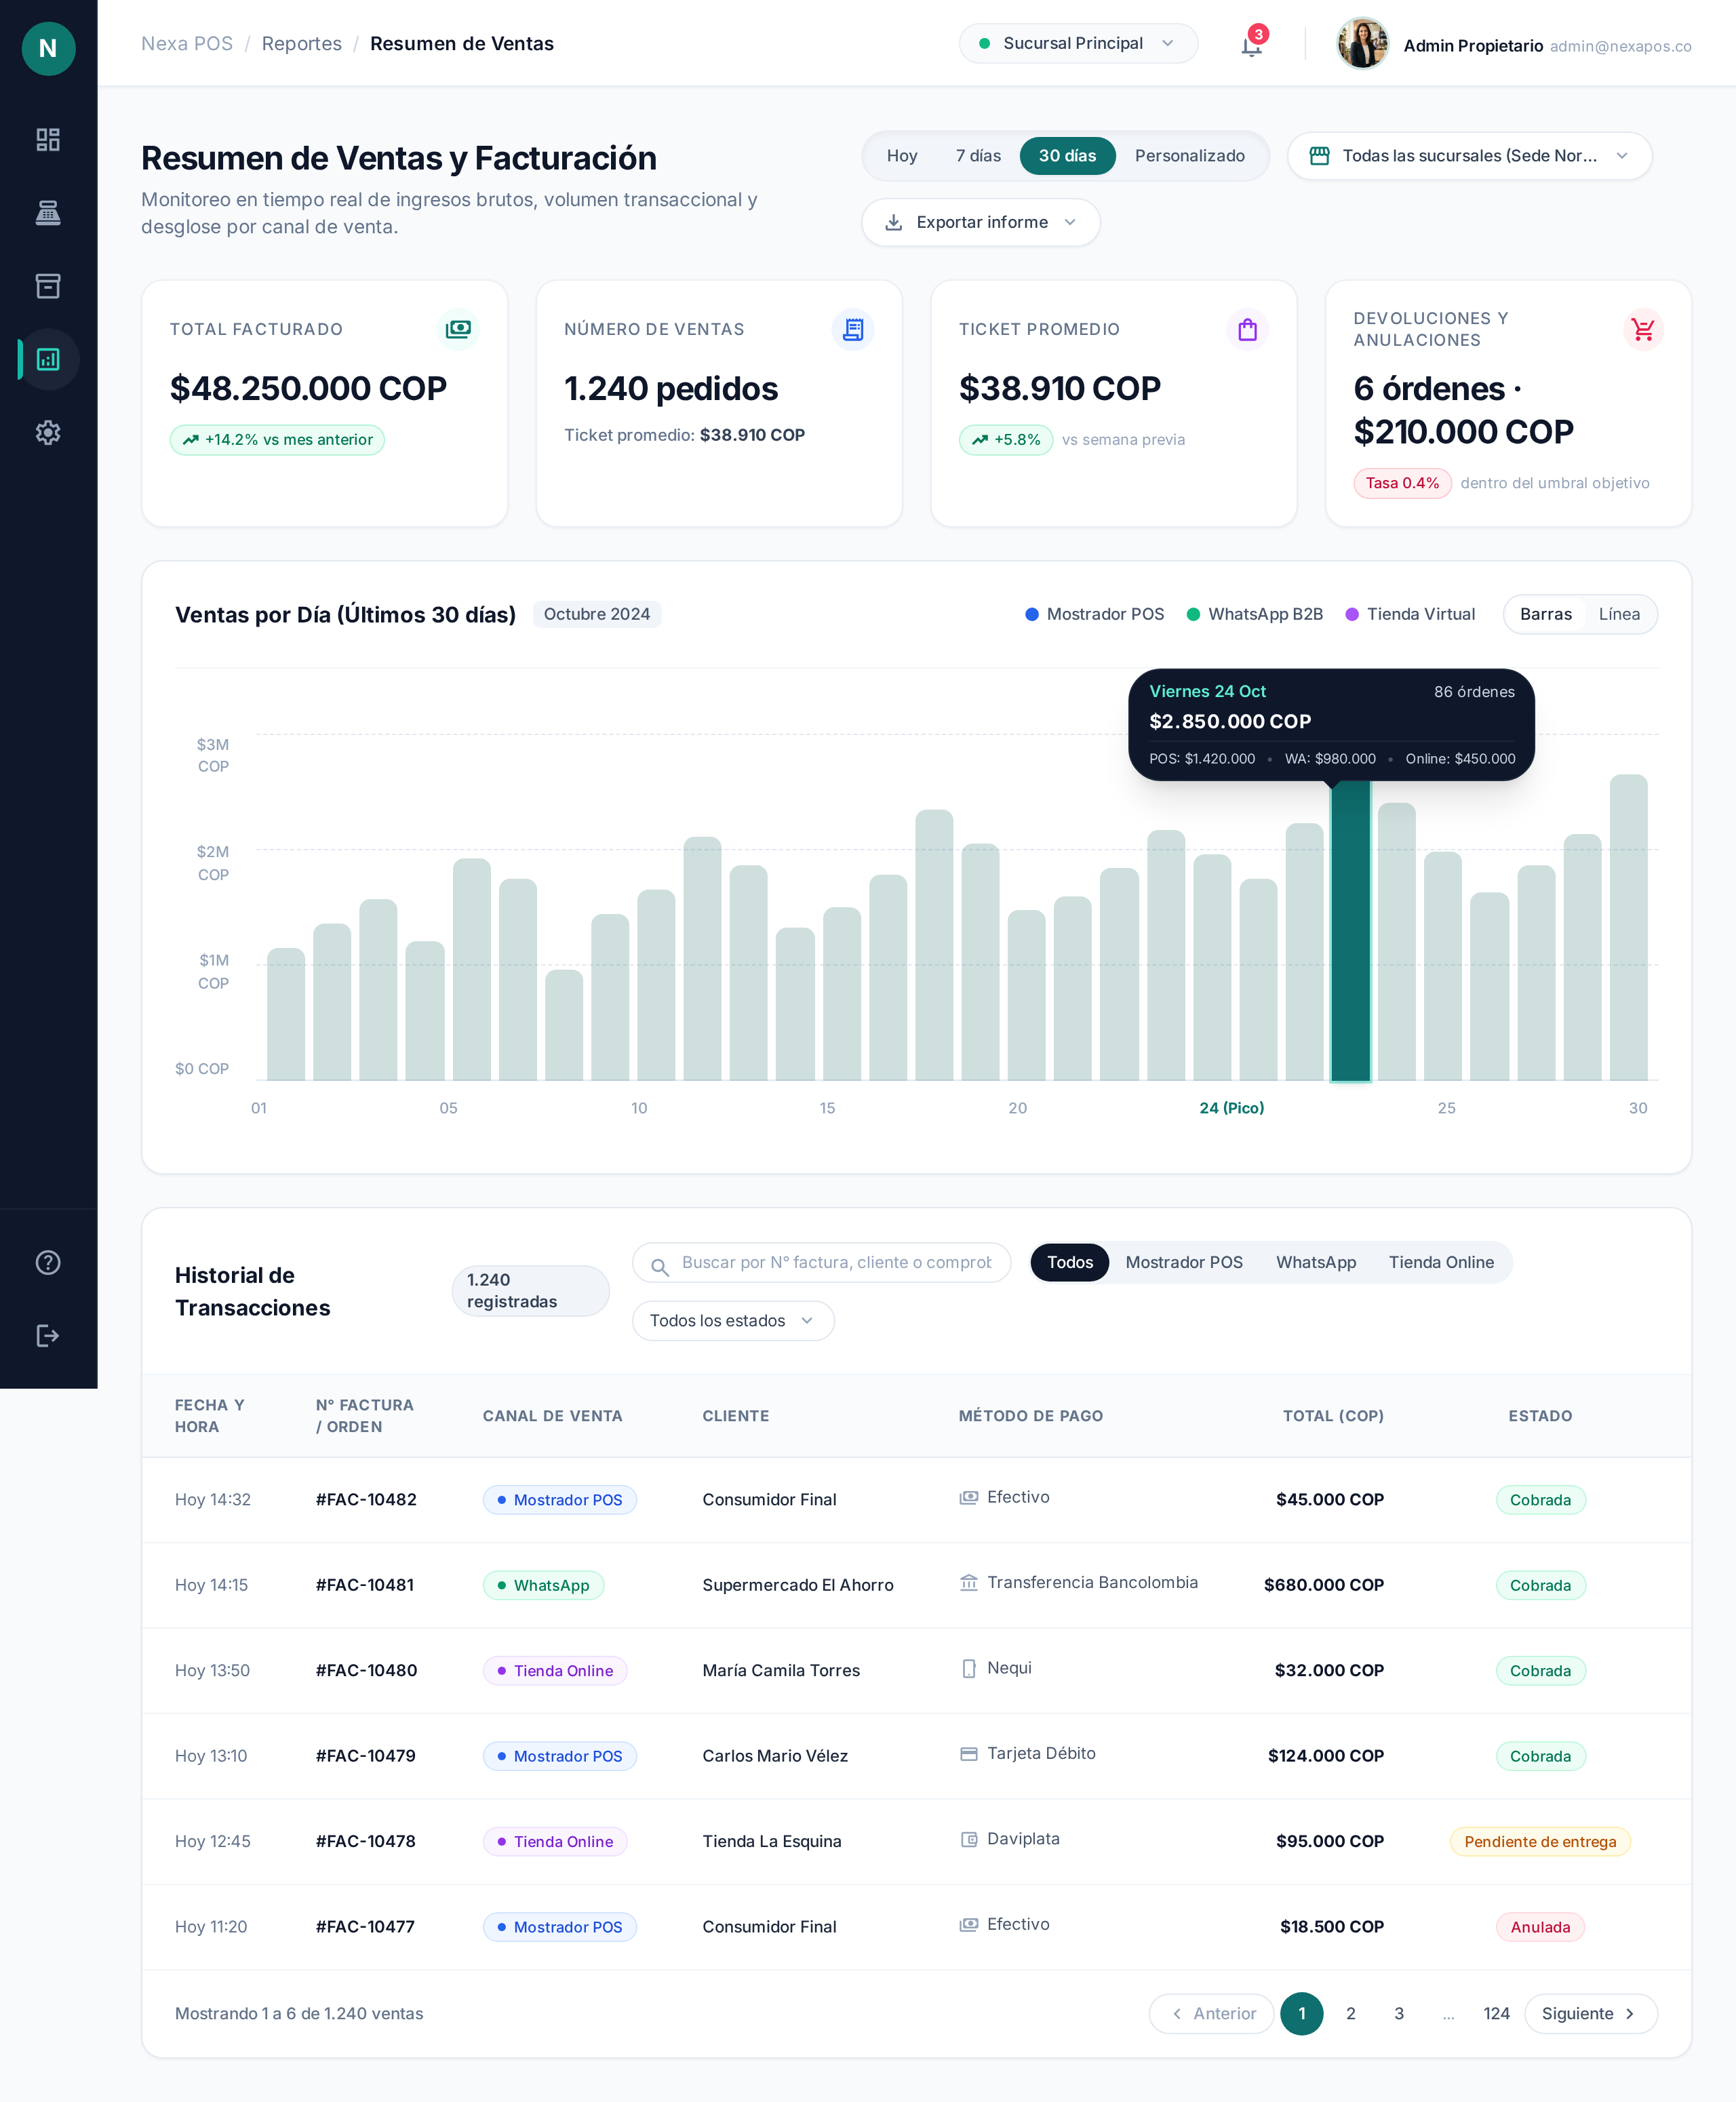 N
Nexa POS / Reportes / Resumen de Ventas
Sucursal Principal
3
Admin Propietario admin@nexapos.co
Resumen de Ventas y Facturación
Monitoreo en tiempo real de ingresos brutos, volumen transaccional y
desglose por canal de venta.
Hoy 7 días 30 días Personalizado
Todas las sucursales (Sede Nor...
Exportar informe
TOTAL FACTURADO
$48.250.000 COP
+14.2% vs mes anterior
NÚMERO DE VENTAS
1.240 pedidos
Ticket promedio: $38.910 COP
TICKET PROMEDIO
$38.910 COP
+5.8% vs semana previa
DEVOLUCIONES Y
ANULACIONES
6 órdenes ·
$210.000 COP
Tasa 0.4% dentro del umbral objetivo
Ventas por Día (Últimos 30 días) Octubre 2024
Mostrador POS WhatsApp B2B Tienda Virtual
Barras Línea
Viernes 24 Oct 86 órdenes
$2.850.000 COP
POS: $1.420.000 • WA: $980.000 • Online: $450.000
$3M
COP
$2M
COP
$1M
COP
$0 COP
01 05 10 15 20 24 (Pico) 25 30
Historial de
Transacciones
1.240
registradas
Buscar por N° factura, cliente o comprob
Todos Mostrador POS WhatsApp Tienda Online
Todos los estados
FECHA Y
HORA
N° FACTURA
/ ORDEN
CANAL DE VENTA
CLIENTE
MÉTODO DE PAGO
TOTAL (COP)
ESTADO
Hoy 14:32 #FAC-10482 Mostrador POS Consumidor Final Efectivo $45.000 COP Cobrada
Hoy 14:15 #FAC-10481 WhatsApp Supermercado El Ahorro Transferencia Bancolombia $680.000 COP Cobrada
Hoy 13:50 #FAC-10480 Tienda Online María Camila Torres Nequi $32.000 COP Cobrada
Hoy 13:10 #FAC-10479 Mostrador POS Carlos Mario Vélez Tarjeta Débito $124.000 COP Cobrada
Hoy 12:45 #FAC-10478 Tienda Online Tienda La Esquina Daviplata $95.000 COP Pendiente de entrega
Hoy 11:20 #FAC-10477 Mostrador POS Consumidor Final Efectivo $18.500 COP Anulada
Mostrando 1 a 6 de 1.240 ventas
Anterior 1 2 3 ... 124 Siguiente